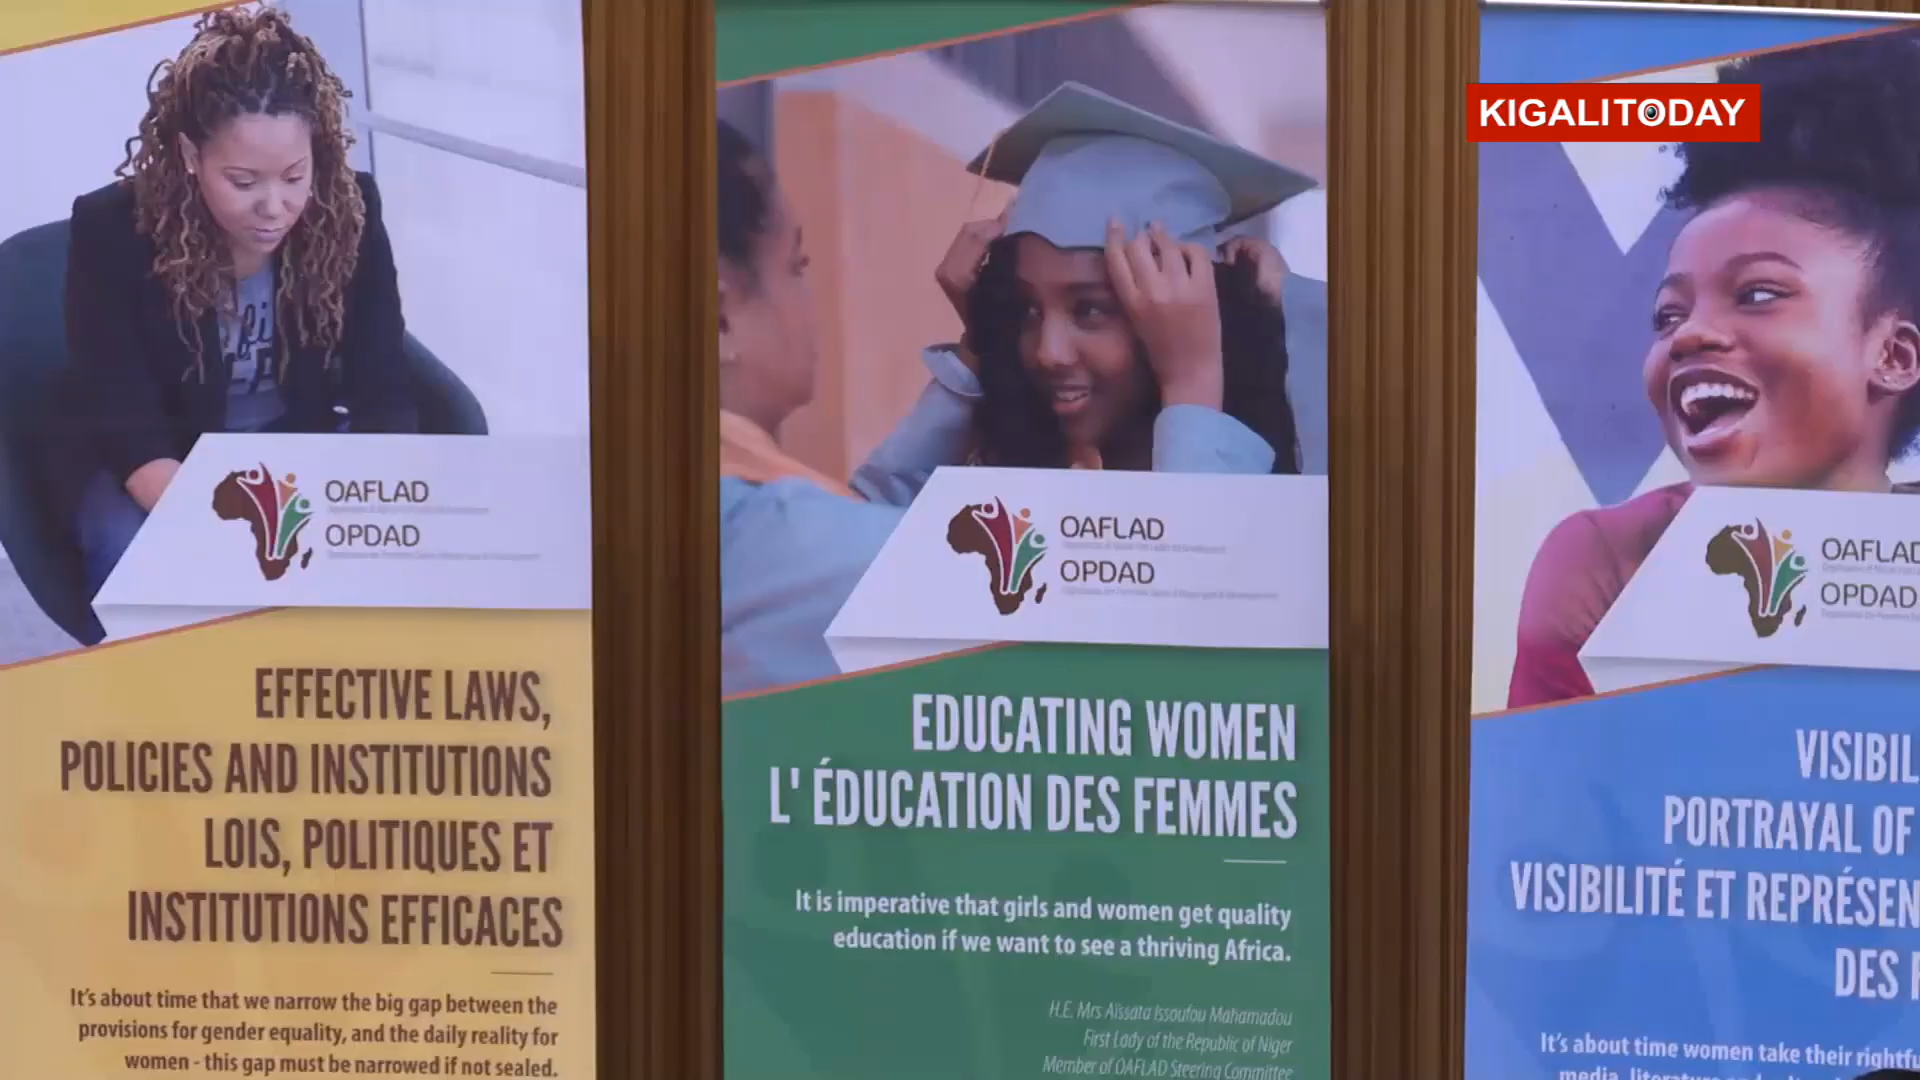 KIGALITODAY
OAFLAD
OPDAD
EFFECTIVE LAWS,
POLICIES AND INSTITUTIONS
LOIS, POLITIQUES ET
INSTITUTIONS EFFICACES
It's about time that we narrow the big gap between the
provisions for gender equality, and the daily reality for
women - this gap must be narrowed if not sealed.
OAFLAD
OPDAD
EDUCATING WOMEN
L' ÉDUCATION DES FEMMES
It is imperative that girls and women get quality
education if we want to see a thriving Africa.
H.E. Mrs Aïssata Issoufou Mahamadou
First Lady of the Republic of Niger
Member of OAFLAD Steering Committee
OAFLAD
OPDAD
VISIBIL
PORTRAYAL OF
VISIBILITÉ ET REPRÉSEN
DES F
It's about time women take their rightfu
media,